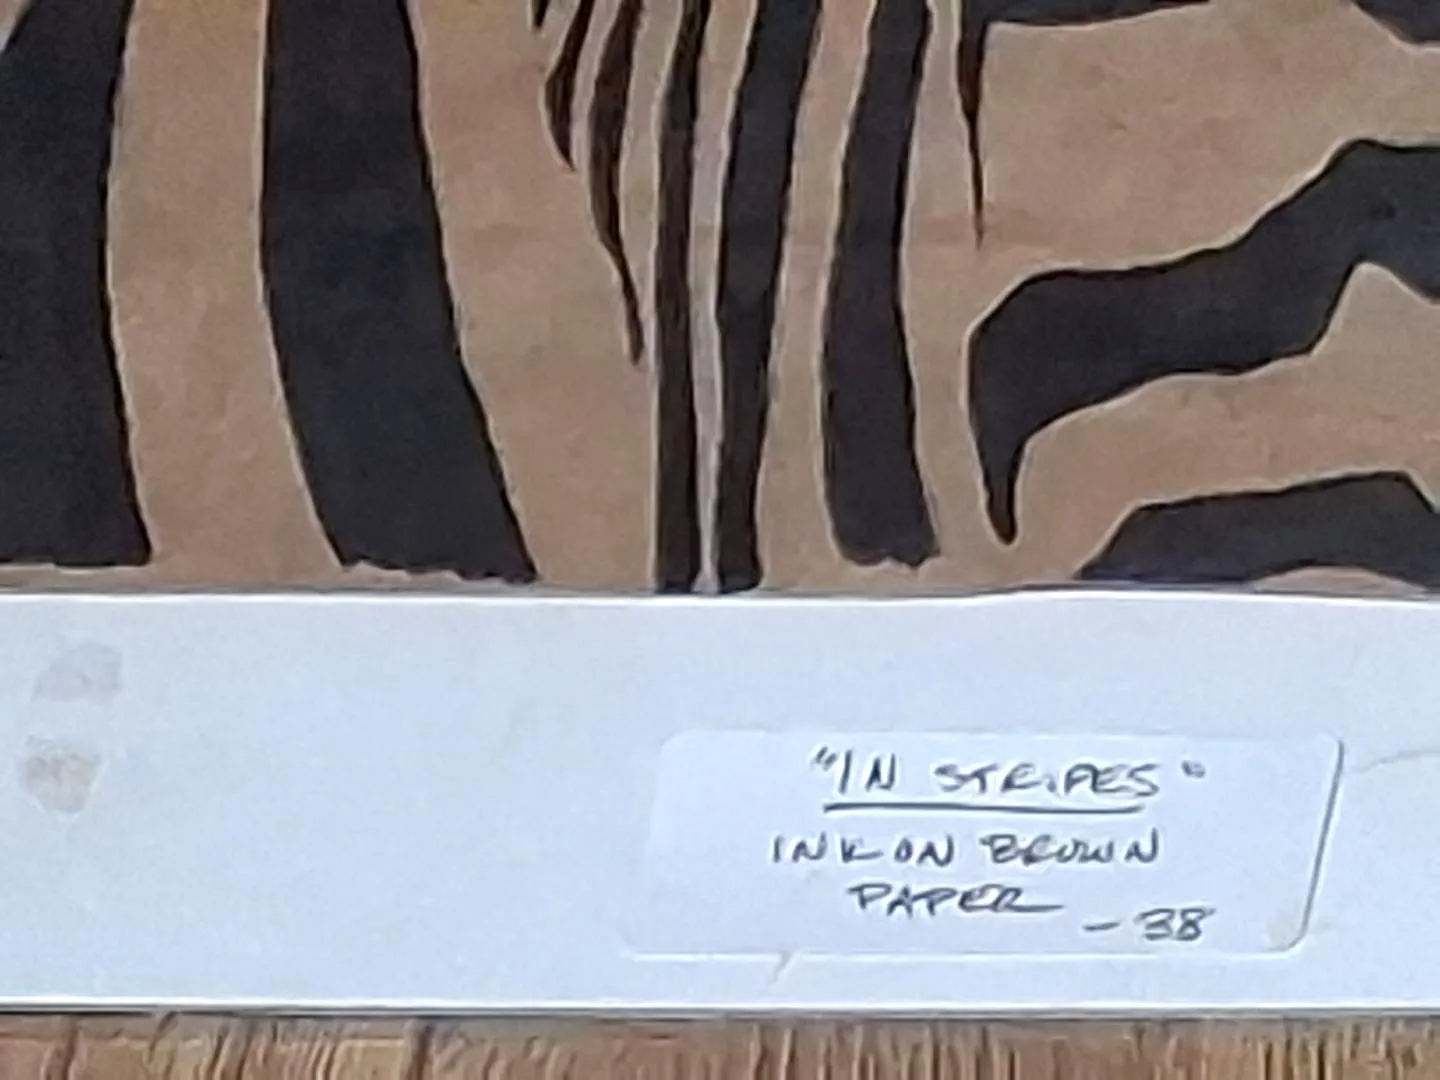 "IN STRIPES"
INK ON BROWN
PAPER
- 38